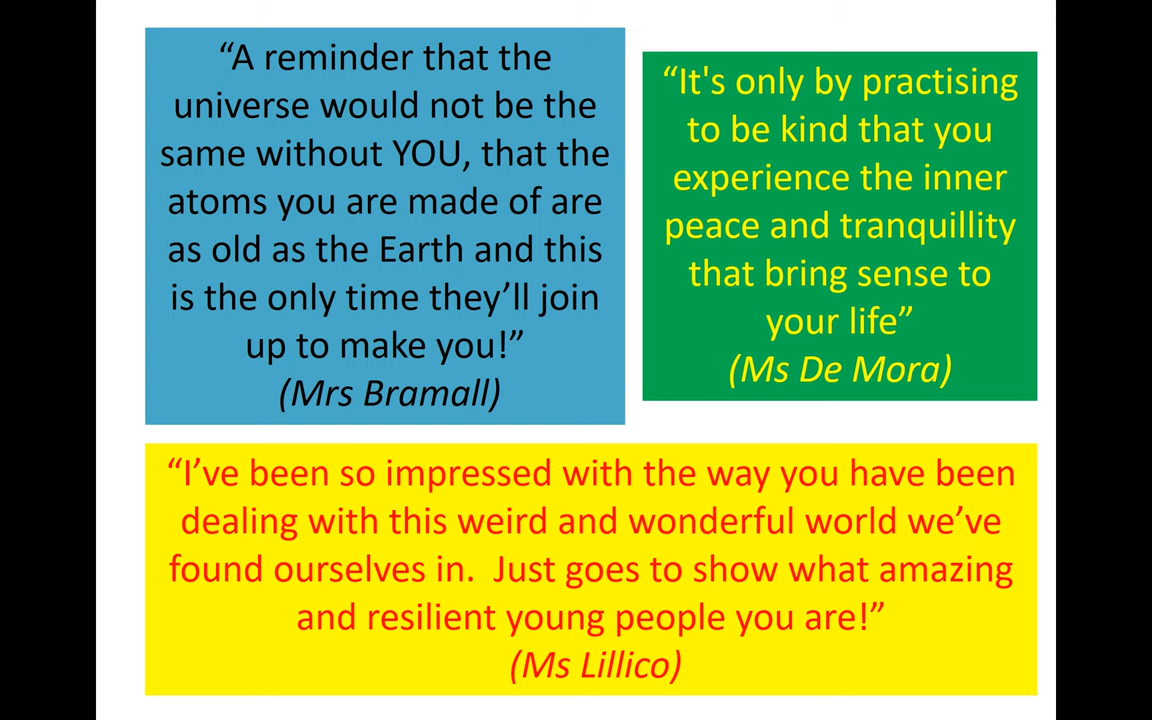 “A reminder that the
universe would not be the
same without YOU, that the
atoms you are made of are
as old as the Earth and this
is the only time they’ll join
up to make you!”
(Mrs Bramall)
“It's only by practising
to be kind that you
experience the inner
peace and tranquillity
that bring sense to
your life”
(Ms De Mora)
“I’ve been so impressed with the way you have been
dealing with this weird and wonderful world we’ve
found ourselves in.  Just goes to show what amazing
and resilient young people you are!”
(Ms Lillico)